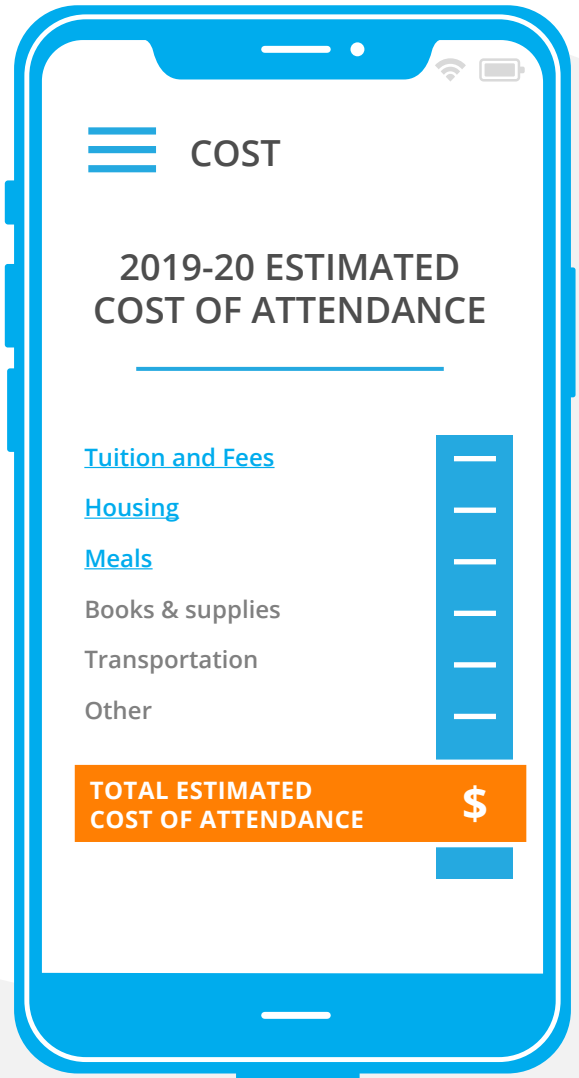 COST
2019-20 ESTIMATED
COST OF ATTENDANCE
Tuition and Fees
Housing
Meals
Books & supplies
Transportation
Other
TOTAL ESTIMATED
COST OF ATTENDANCE $